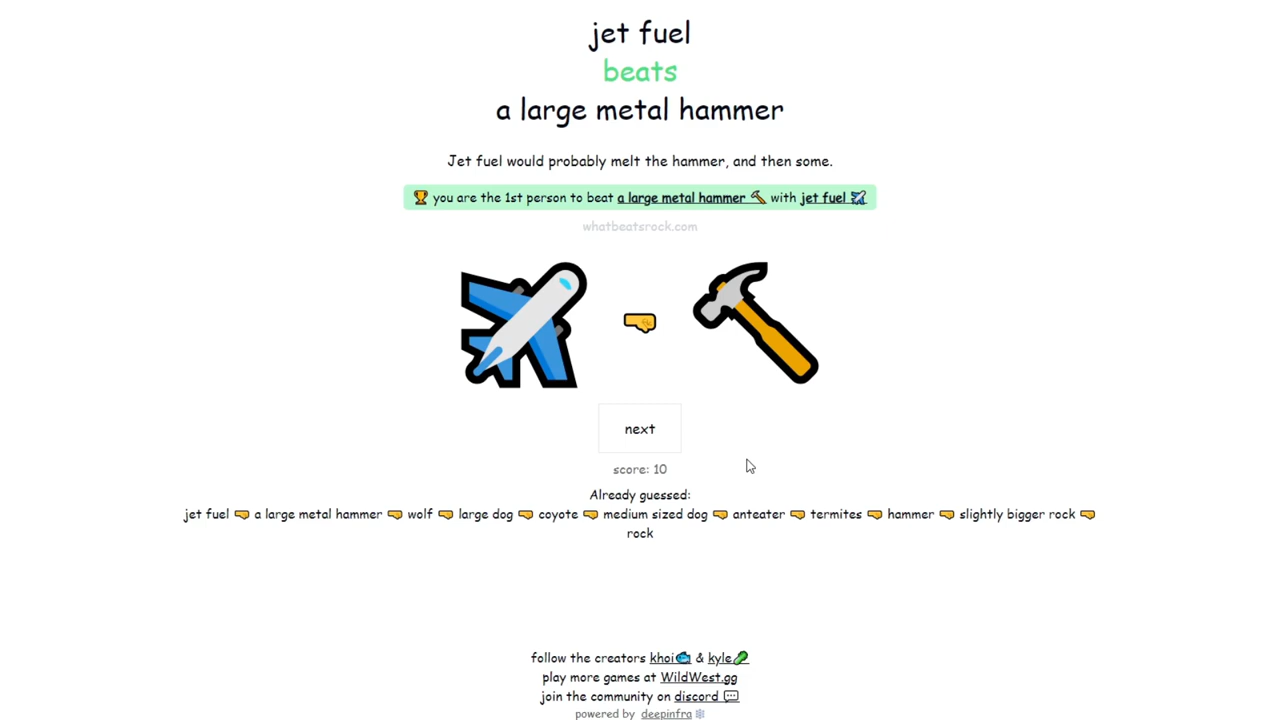 jet fuel
beats
a large metal hammer
Jet fuel would probably melt the hammer, and then some.
🏆 you are the 1st person to beat a large metal hammer 🔨 with jet fuel ✈️
whatbeatsrock.com
next
score: 10
Already guessed:
jet fuel 🤜 a large metal hammer 🤜 wolf 🤜 large dog 🤜 coyote 🤜 medium sized dog 🤜 anteater 🤜 termites 🤜 hammer 🤜 slightly bigger rock 🤜
rock
follow the creators khoi🐟 & kyle🥒
play more games at WildWest.gg
join the community on discord 💬
powered by deepinfra ⚛️